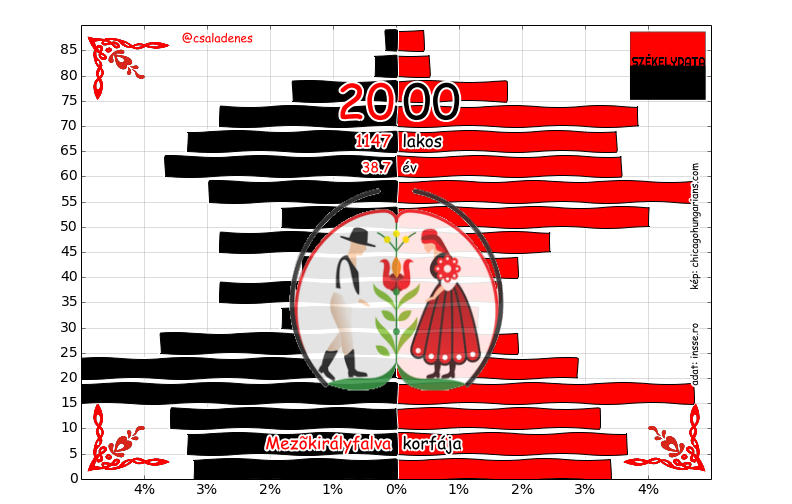 @csaladenes
SZÉKELYDATA
2000
1147 lakos
38.7 év
kép: chicagohungarians.com
adat: insse.ro
Mezőkirályfalva korfája
85
80
75
70
65
60
55
50
45
40
35
30
25
20
15
10
5
0
4% 3% 2% 1% 0% 1% 2% 3% 4%